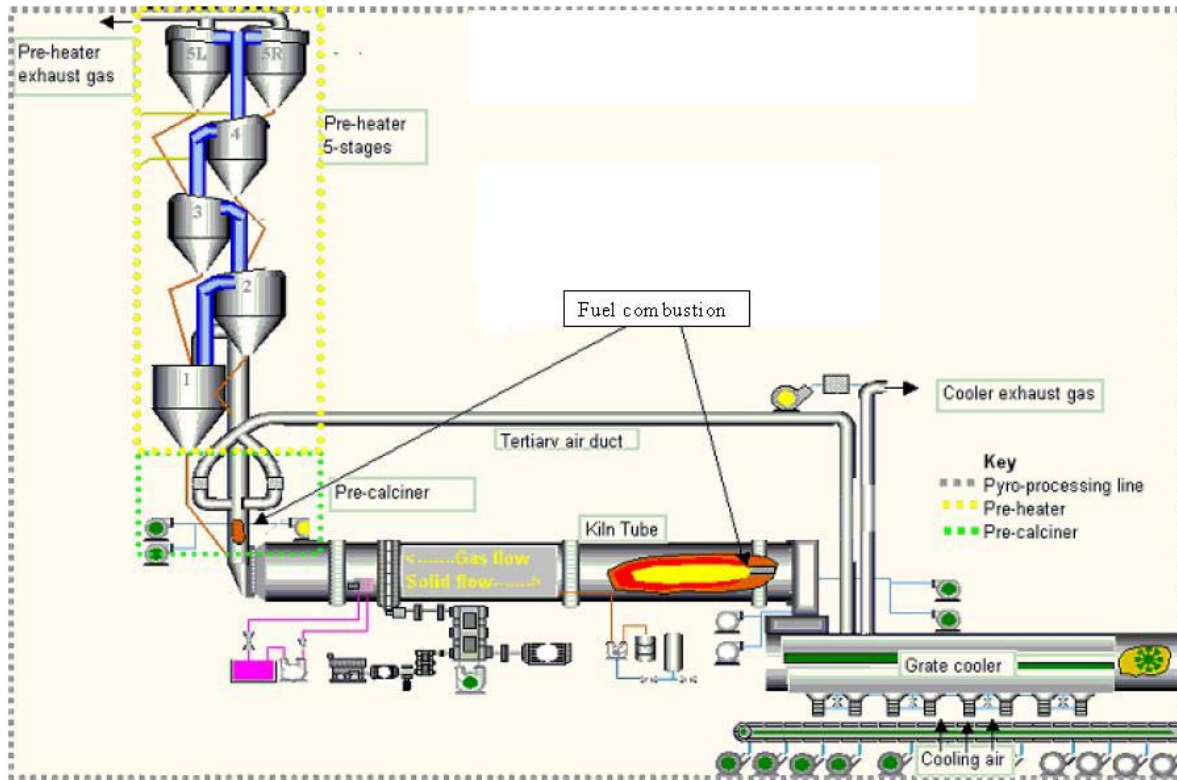 5L
5R
Pre-heater
exhaust gas
4
Pre-heater
5-stages
3
2
Fuel combustion
1
Cooler exhaust gas
Tertiary air duct
Key
Pyro-processing line
Pre-heater
Pre-calciner
Pre-calciner
Kiln Tube
<-------Gas flow
Solid flow------->
Grate cooler
Cooling air